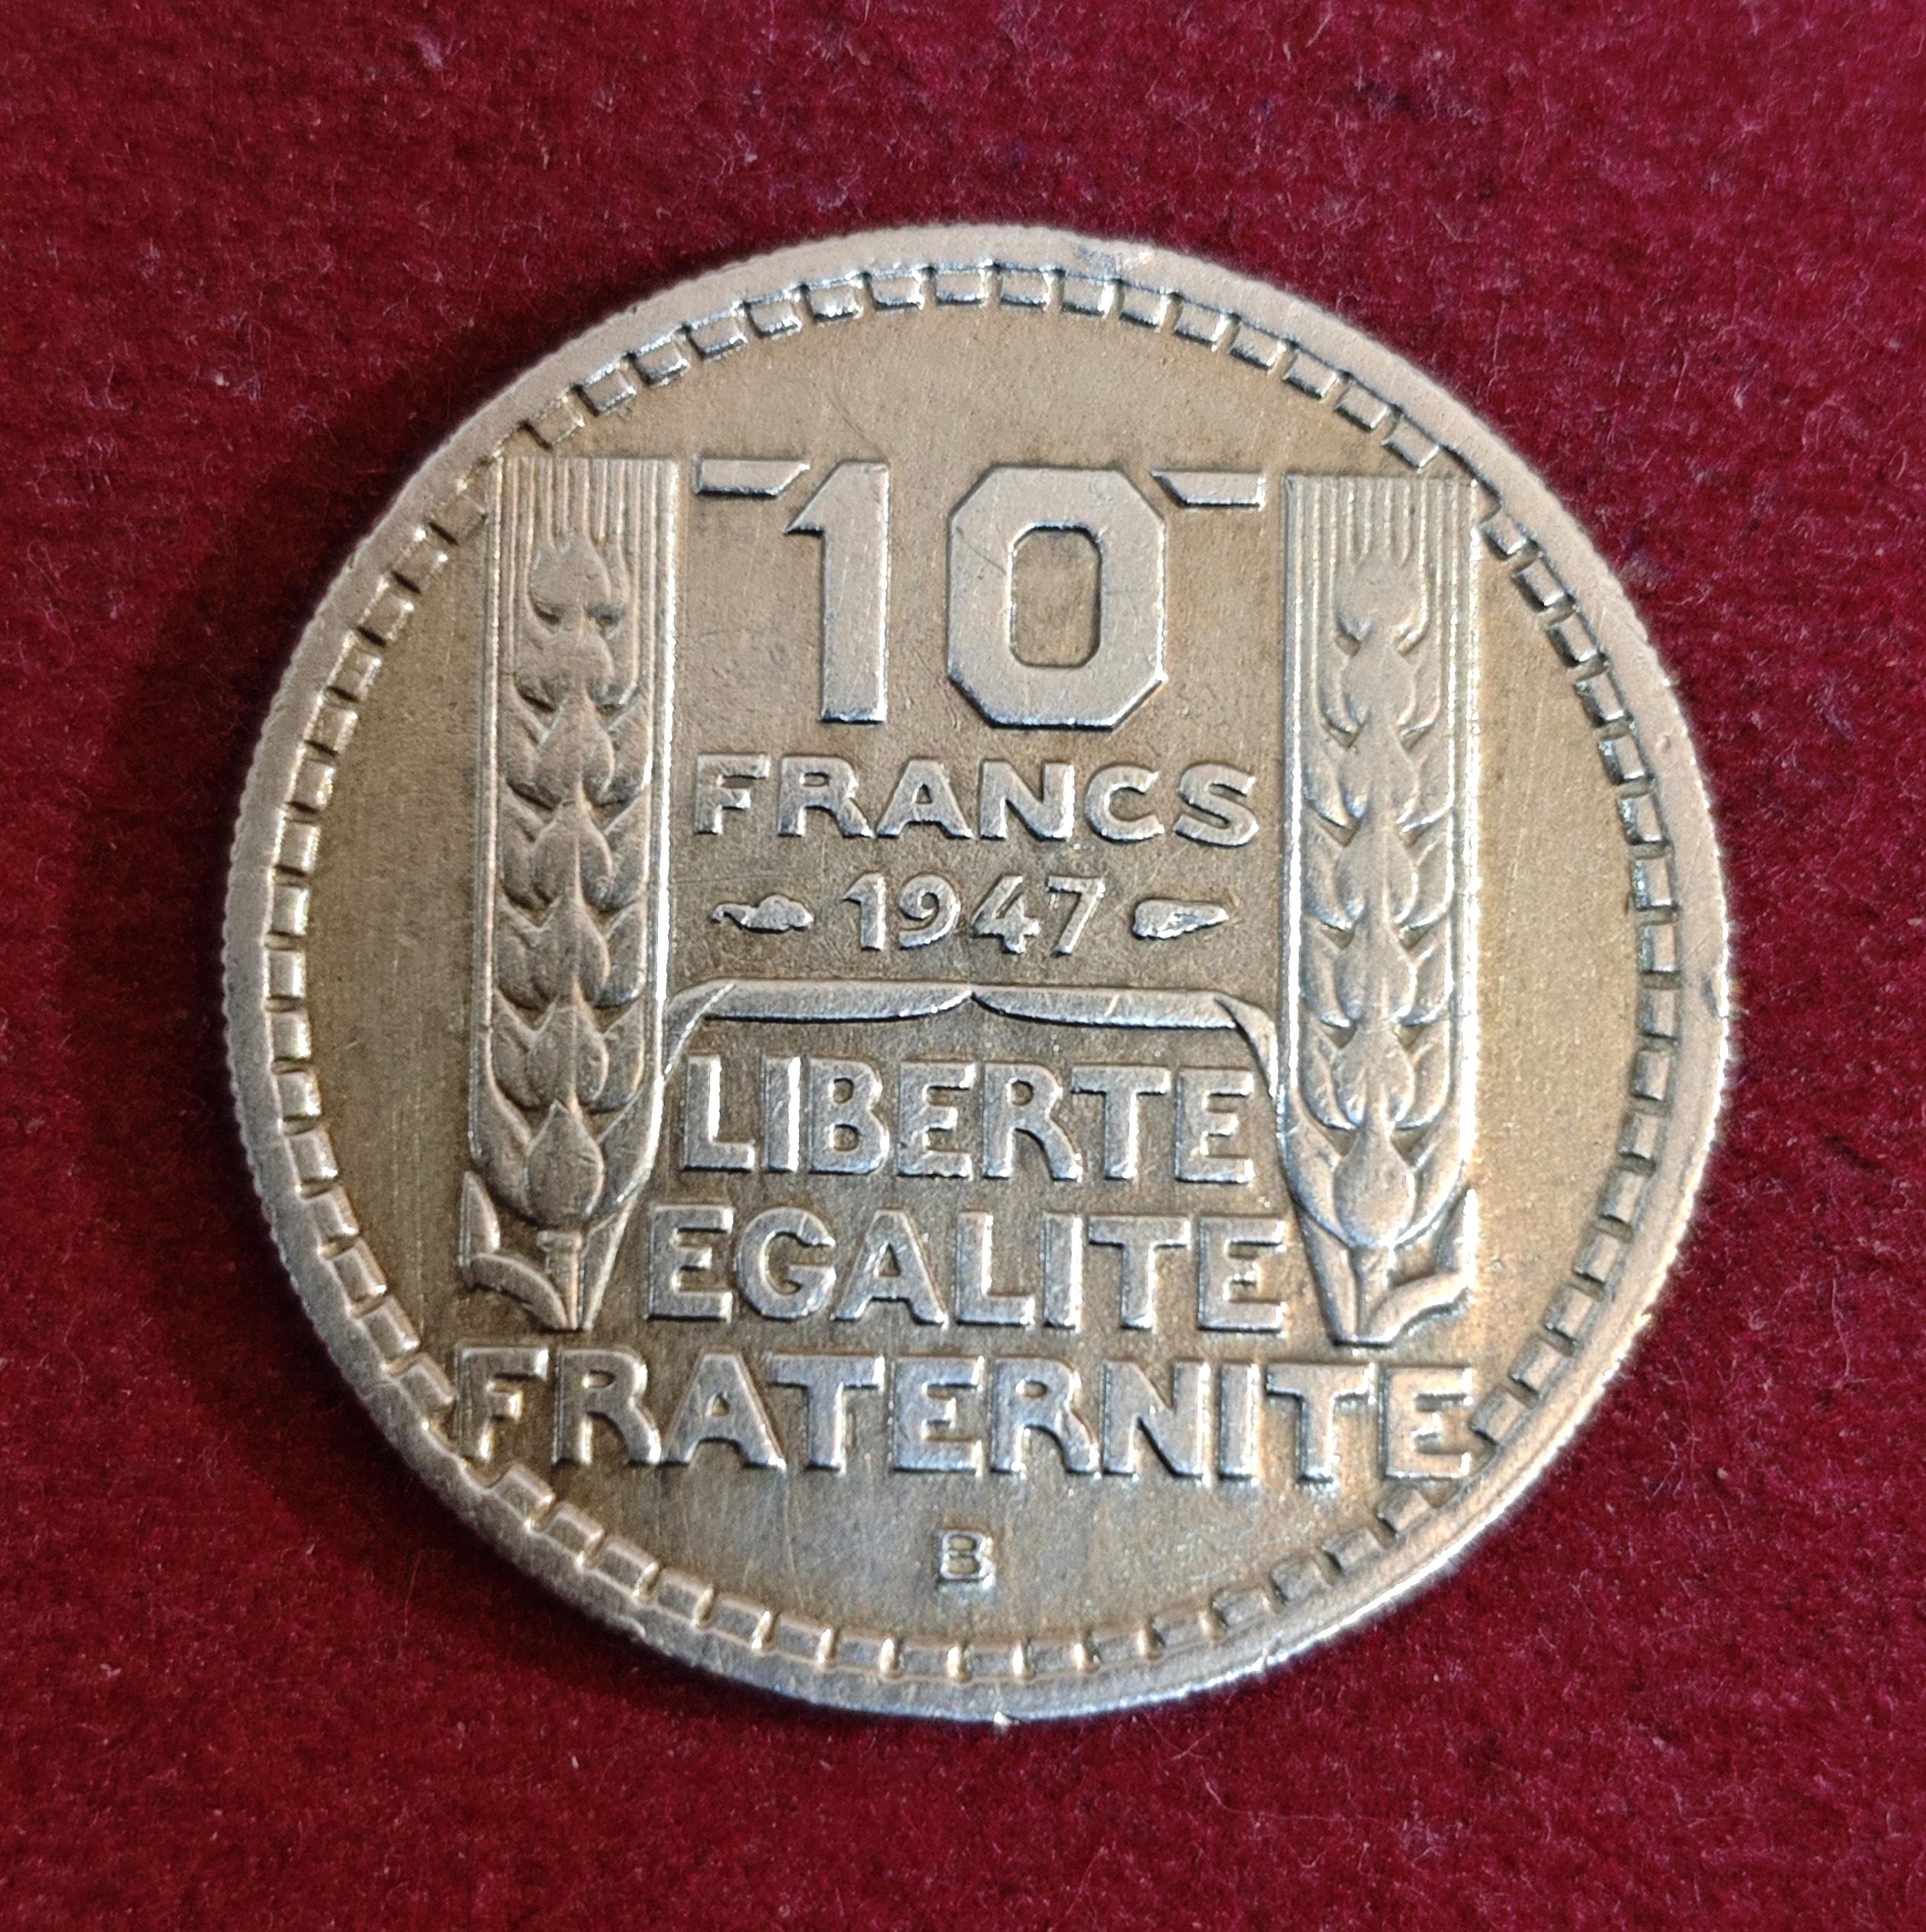 10
FRANCS
1947
LIBERTE
EGALITE
FRATERNITE
B